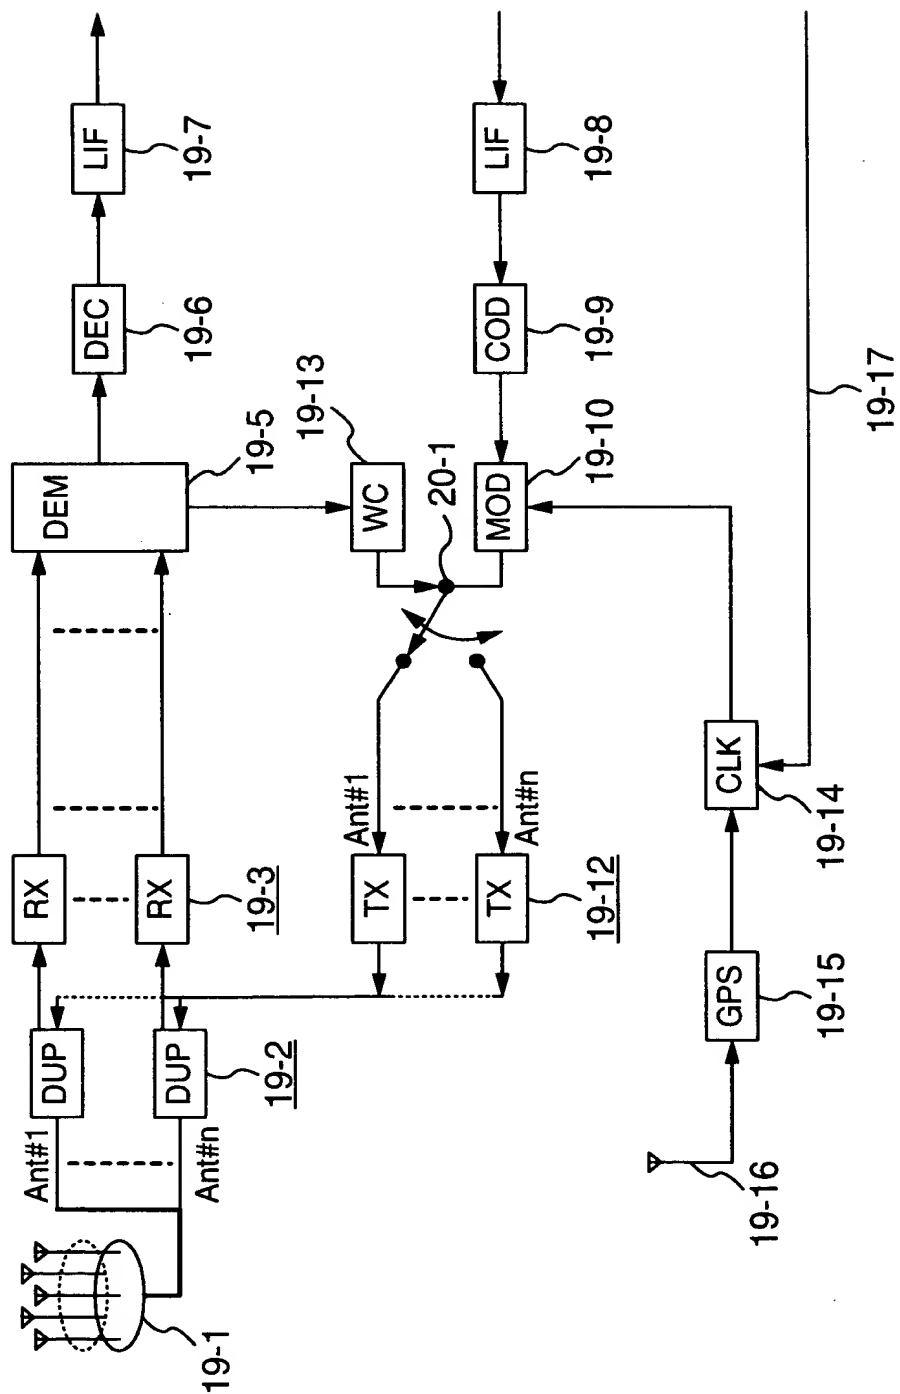 LIF
19-7
DEC
19-6
DEM
19-5
RX
RX
19-3
DUP
DUP
19-2
Ant#1
Ant#n
19-1
LIF
19-8
COD
19-9
MOD
19-10
WC
19-13
20-1
Ant#1
Ant#n
TX
TX
19-12
19-17
CLK
19-14
GPS
19-15
19-16